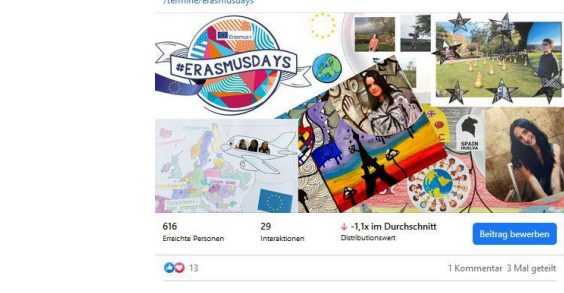 /termine/erasmusdays
Erasmus+
#ERASMUSDAYS
SPAIN
HUELVA
616
Erreichte Personen
29
Interaktionen
-1,1x im Durchschnitt
Distributionswert
Beitrag bewerben
13
1 Kommentar 3 Mal geteilt